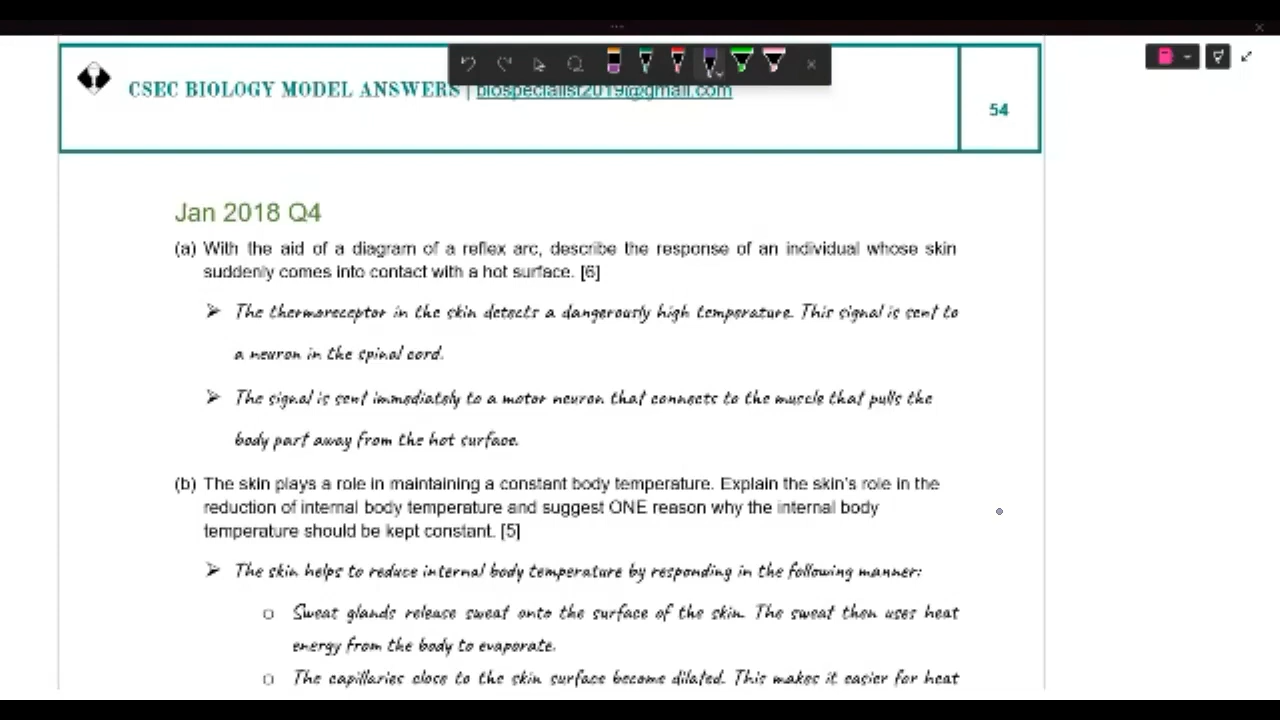 CSEC BIOLOGY MODEL ANSWERS | biospecialist2019@gmail.com
54
Jan 2018 Q4
(a) With the aid of a diagram of a reflex arc, describe the response of an individual whose skin
suddenly comes into contact with a hot surface. [6]
➢ The thermoreceptor in the skin detects a dangerously high temperature. This signal is sent to
a neuron in the spinal cord.
➢ The signal is sent immediately to a motor neuron that connects to the muscle that pulls the
body part away from the hot surface.
(b) The skin plays a role in maintaining a constant body temperature. Explain the skin's role in the
reduction of internal body temperature and suggest ONE reason why the internal body
temperature should be kept constant. [5]
➢ The skin helps to reduce internal body temperature by responding in the following manner:
o Sweat glands release sweat onto the surface of the skin. The sweat then uses heat
energy from the body to evaporate.
o The capillaries close to the skin surface become dilated. This makes it easier for heat